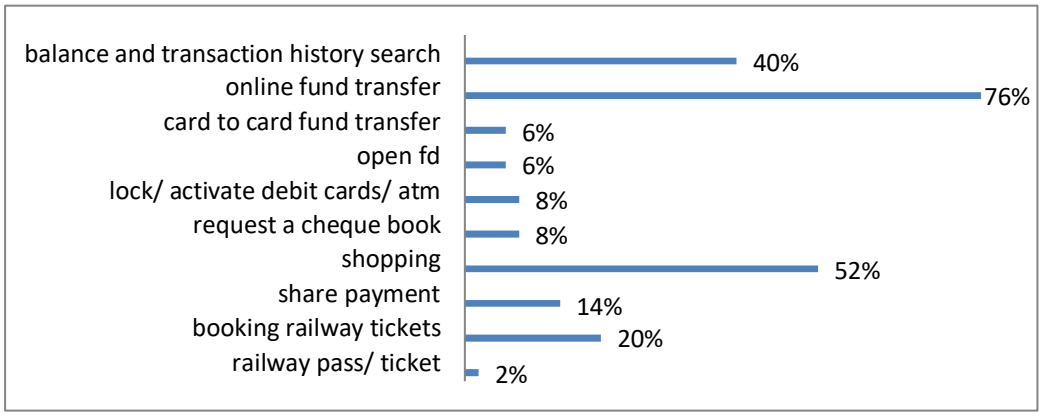 balance and transaction history search 40%
online fund transfer 76%
card to card fund transfer 6%
open fd 6%
lock/ activate debit cards/ atm 8%
request a cheque book 8%
shopping 52%
share payment 14%
booking railway tickets 20%
railway pass/ ticket 2%